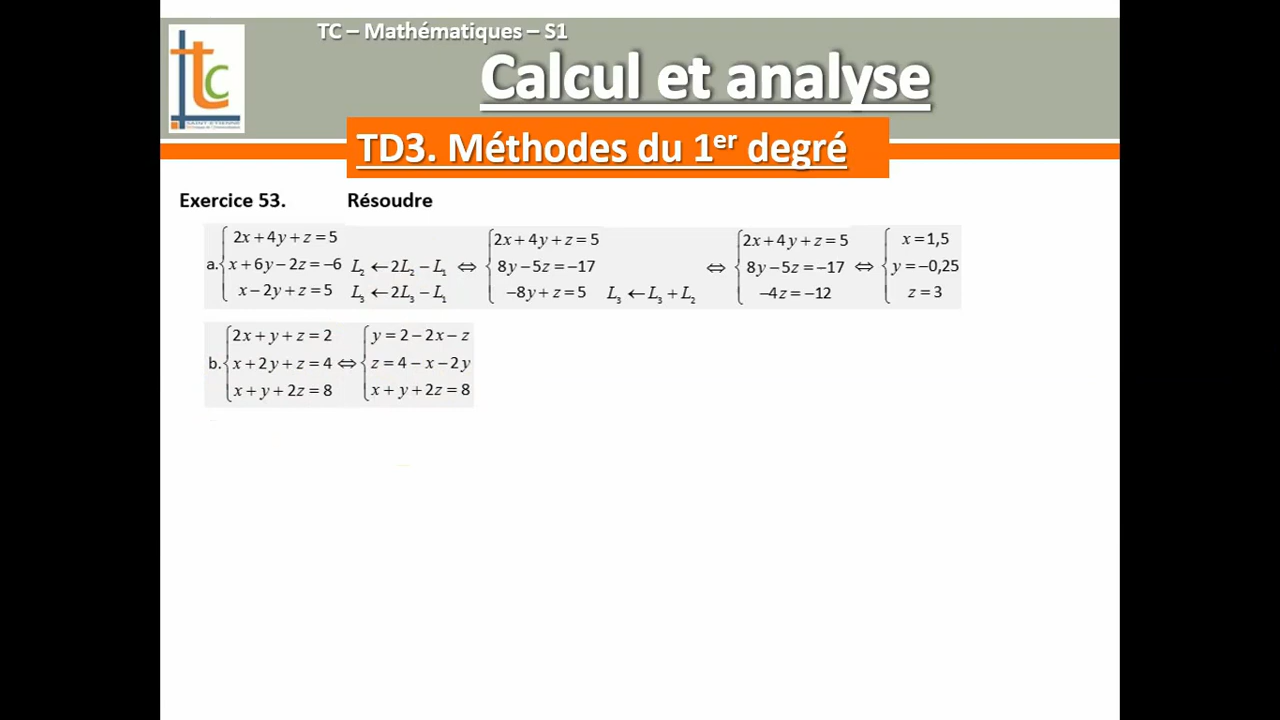 TC – Mathématiques – S1
Calcul et analyse
tc
TD3. Méthodes du 1er degré
Exercice 53. Résoudre
a. { 2x+4y+z=5 ; x+6y−2z=−6 L₂←2L₂−L₁ ; x−2y+z=5 L₃←2L₃−L₁ ⇔ { 2x+4y+z=5 ; 8y−5z=−17 ; −8y+z=5 L₃←L₃+L₂ ⇔ { 2x+4y+z=5 ; 8y−5z=−17 ; −4z=−12 ⇔ { x=1,5 ; y=−0,25 ; z=3
b. { 2x+y+z=2 ; x+2y+z=4 ; x+y+2z=8 ⇔ { y=2−2x−z ; z=4−x−2y ; x+y+2z=8